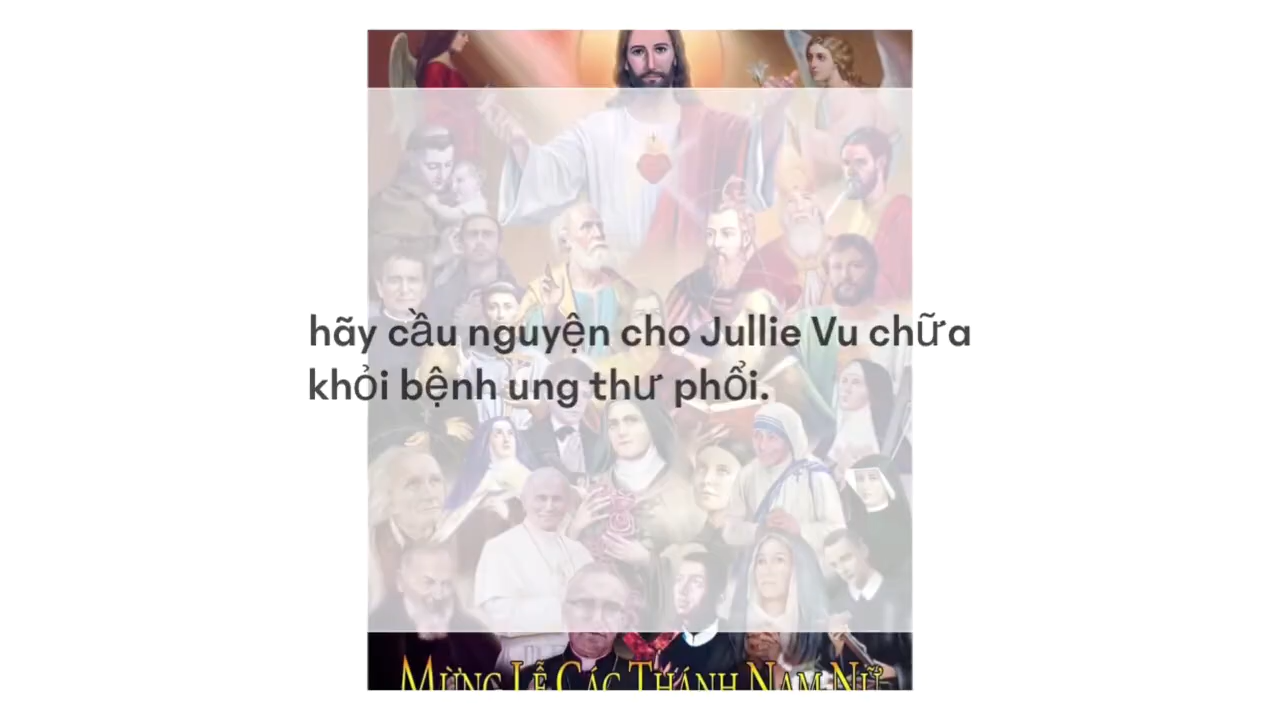 hãy cầu nguyện cho Jullie Vu chữa
khỏi bệnh ung thư phổi.
MỪNG LỄ CÁC THÁNH NAM NỮ